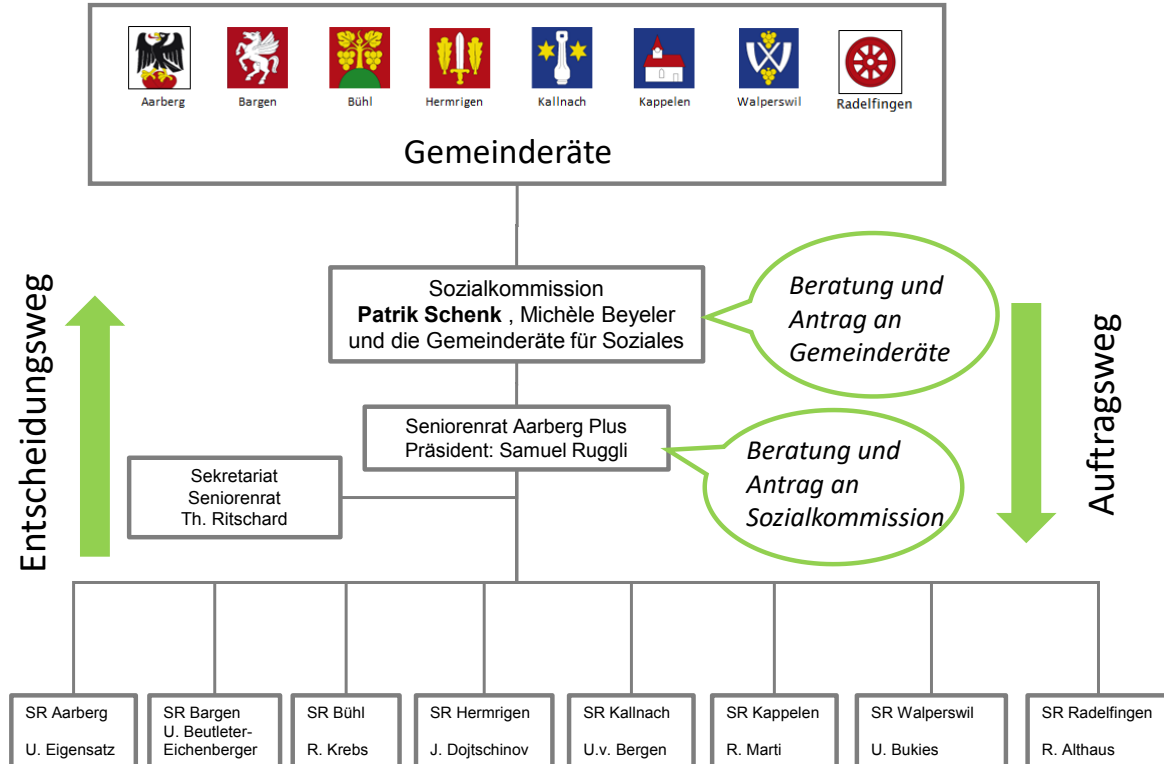 Aarberg
Bargen
Bühl
Hermrigen
Kallnach
Kappelen
Walperswil
Radelfingen
Gemeinderäte
Entscheidungsweg
Sozialkommission
Patrik Schenk , Michèle Beyeler
und die Gemeinderäte für Soziales
Beratung und
Antrag an
Gemeinderäte
Auftragsweg
Seniorenrat Aarberg Plus
Präsident: Samuel Ruggli
Beratung und
Antrag an
Sozialkommission
Sekretariat
Seniorenrat
Th. Ritschard
SR Aarberg
U. Eigensatz
SR Bargen
U. Beutleter-
Eichenberger
SR Bühl
R. Krebs
SR Hermrigen
J. Dojtschinov
SR Kallnach
U.v. Bergen
SR Kappelen
R. Marti
SR Walperswil
U. Bukies
SR Radelfingen
R. Althaus